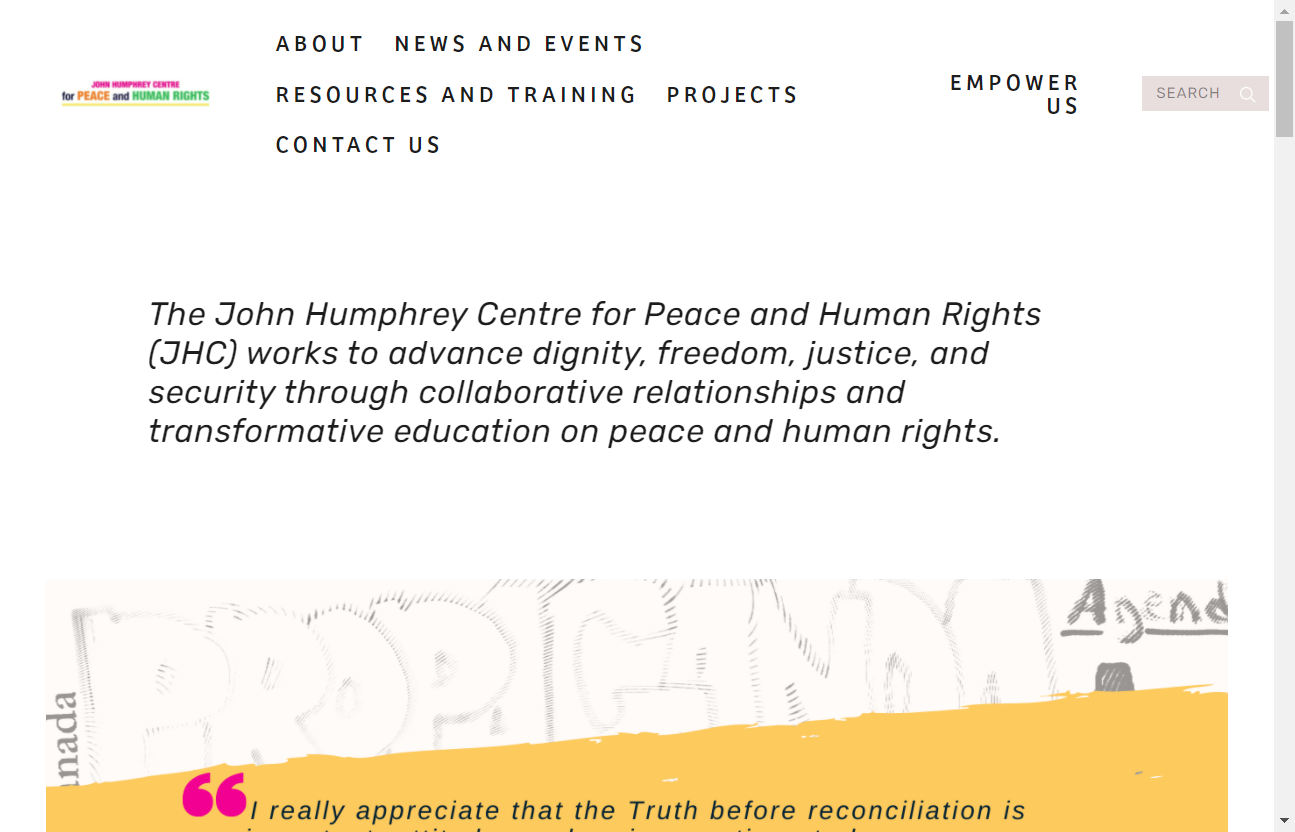 JOHN HUMPHREY CENTRE
for PEACE and HUMAN RIGHTS
ABOUT NEWS AND EVENTS
RESOURCES AND TRAINING PROJECTS
CONTACT US
EMPOWER
US
SEARCH
The John Humphrey Centre for Peace and Human Rights
(JHC) works to advance dignity, freedom, justice, and
security through collaborative relationships and
transformative education on peace and human rights.
PROPAGANDA
Agend
anada
I really appreciate that the Truth before reconciliation is